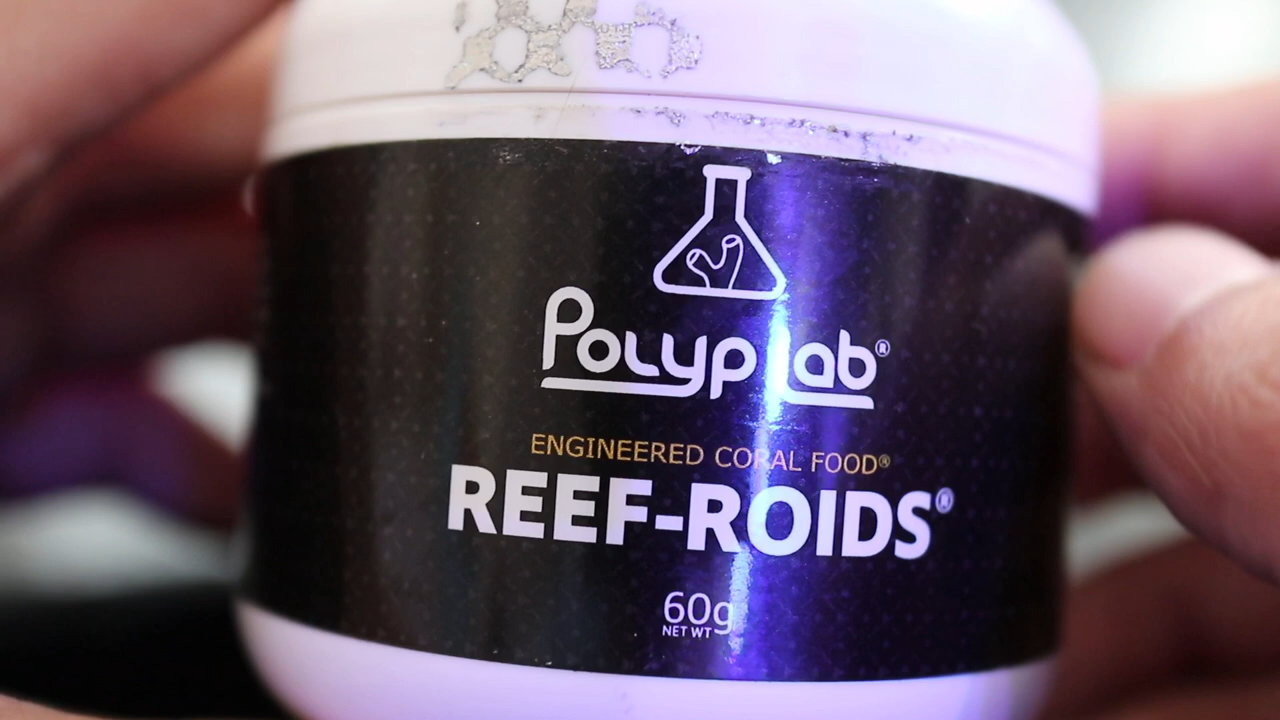 PolypLab®
ENGINEERED CORAL FOOD®
REEF-ROIDS®
60g
NET WT